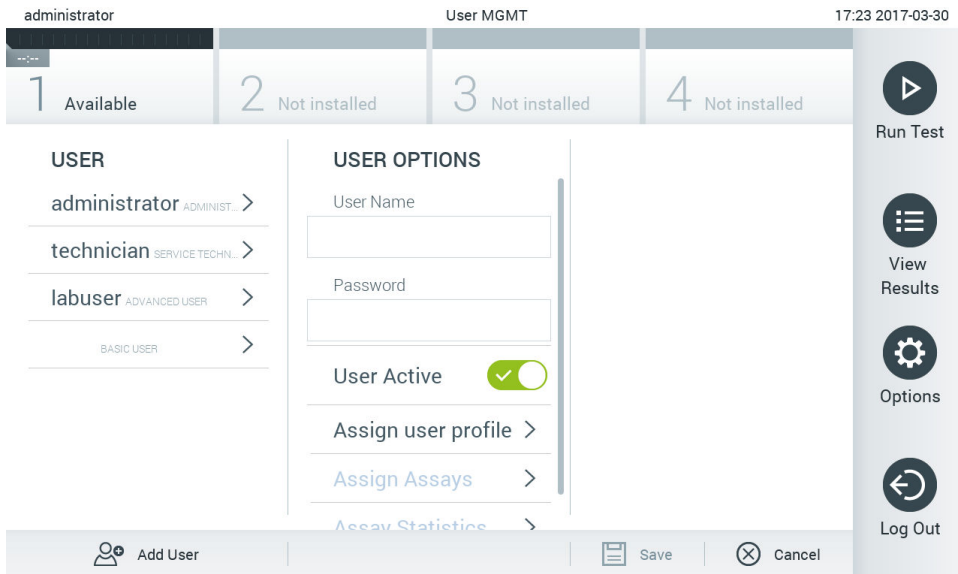 administrator User MGMT 17:23 2017-03-30
--:--
1 Available 2 Not installed 3 Not installed 4 Not installed
Run Test
View
Results
Options
Log Out
USER
administrator ADMINIST...
technician SERVICE TECHN...
labuser ADVANCED USER
BASIC USER
USER OPTIONS
User Name
Password
User Active
Assign user profile
Assign Assays
Assay Statistics
Add User Save Cancel